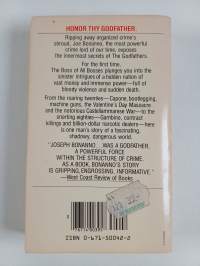 HONOR THY GODFATHER.
Ripping away organized crime's
shroud, Joe Bonanno, the most powerful
crime lord of our time, exposes
the innermost secrets of The Godfathers.
For the first time,
The Boss of All Bosses plunges you into the
sinister intrigues of a hidden nation of
vast money and immense power—full of
bloody violence and sudden death.
From the roaring twenties—Capone, bootlegging,
machine guns, the Valentine's Day Massacre
and the notorious Castellammarese War—to the
snorting eighties—Gambino, contract
killings and billion-dollar narcotic dealers—here
is one man's story of a fascinating,
shadowy, dangerous world.
"JOSEPH BONANNO... WAS A GODFATHER,
A POWERFUL FORCE
WITHIN THE STRUCTURE OF CRIME.
AS A BOOK, BONANNO'S STORY
IS GRIPPING, ENGROSSING, INFORMATIVE."
—West Coast Review of Books
ISBN 0-671-50042-2